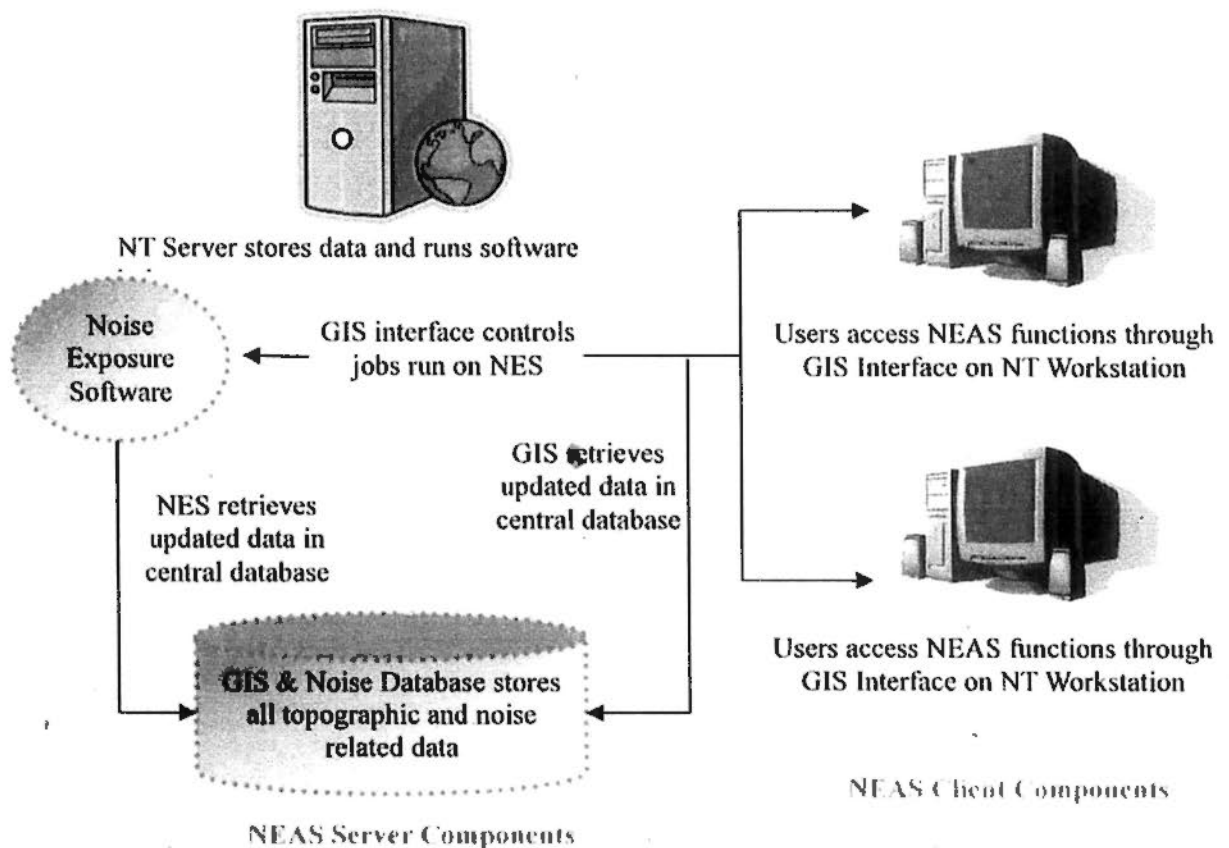 NT Server stores data and runs software
Noise
Exposure
Software
GIS interface controls
jobs run on NES
Users access NEAS functions through
GIS Interface on NT Workstation
NES retrieves
updated data in
central database
GIS retrieves
updated data in
central database
GIS & Noise Database stores
all topographic and noise
related data
Users access NEAS functions through
GIS Interface on NT Workstation
NEAS Client Components
NEAS Server Components